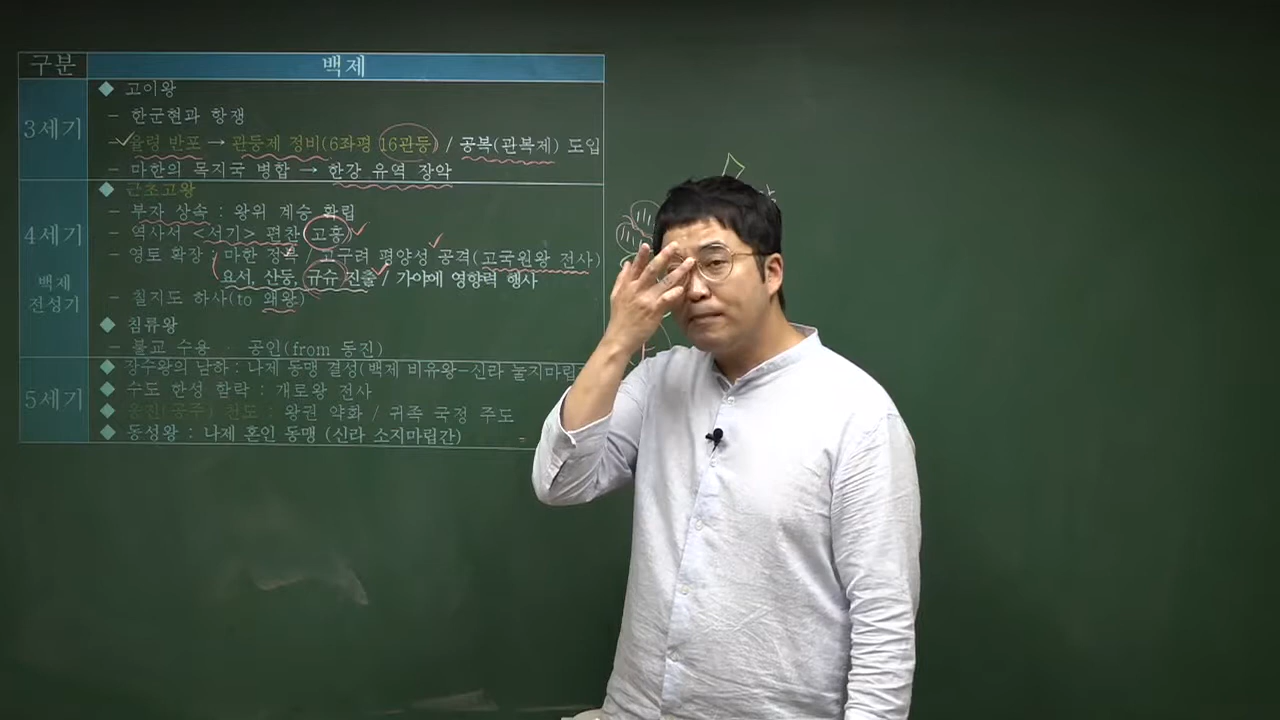 구분 백제
3세기
◆ 고이왕
- 한군현과 항쟁
- 율령 반포 → 관등제 정비(6좌평 16관등) / 공복(관복제) 도입
- 마한의 목지국 병합 → 한강 유역 장악
4세기
백제
전성기
◆ 근초고왕
- 부자 상속 : 왕위 계승 확립
- 역사서 <서기> 편찬 고흥
- 영토 확장 : 마한 정복 / 고구려 평양성 공격(고국원왕 전사)
요서, 산둥, 규슈 진출 / 가야에 영향력 행사
- 칠지도 하사(to 왜왕)
◆ 침류왕
- 불교 수용 · 공인(from 동진)
5세기
◆ 장수왕의 남하 : 나제 동맹 결성(백제 비유왕-신라 눌지마립
◆ 수도 한성 함락 : 개로왕 전사
◆ 웅진(공주) 천도 : 왕권 약화 / 귀족 국정 주도
◆ 동성왕 : 나제 혼인 동맹 (신라 소지마립간)